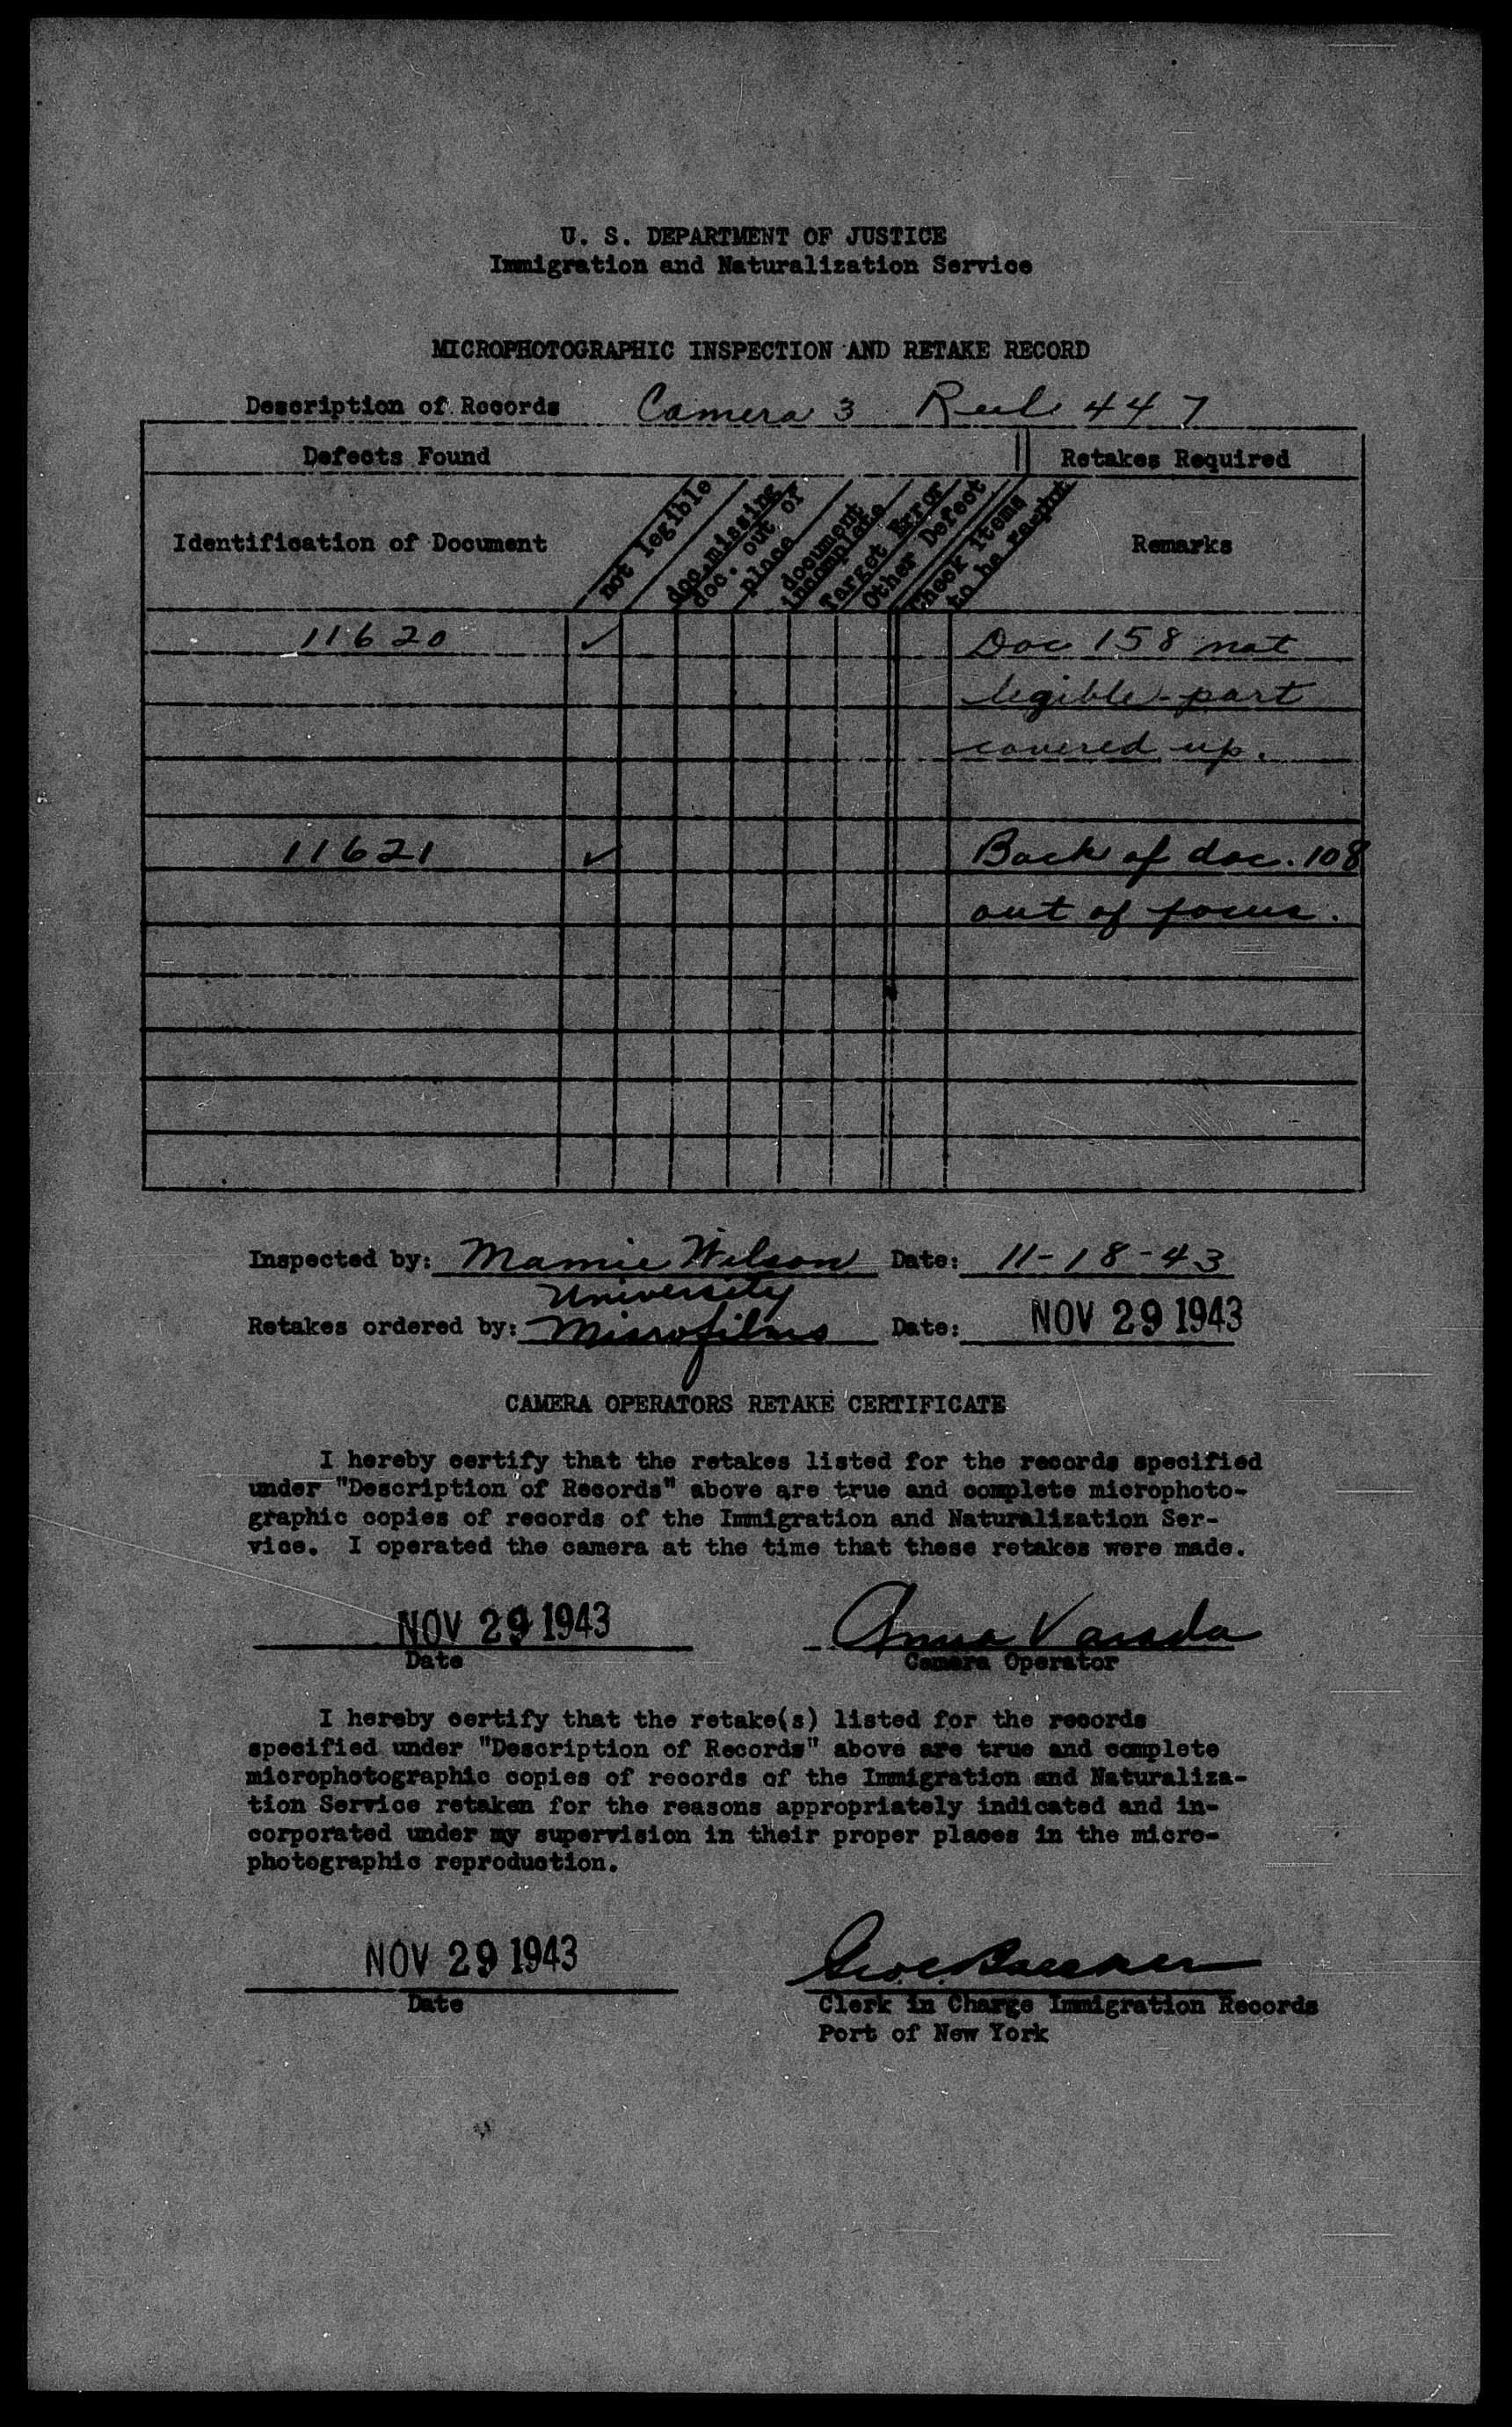 U. S. DEPARTMENT OF JUSTICE
Immigration and Naturalization Service
MICROPHOTOGRAPHIC INSPECTION AND RETAKE RECORD
Description of Records Camera 3 Reel 447
Defects Found
Retakes Required
Identification of Document
not legible
doc. missing
doc. out of
place
document
incomplete
Target Error
Other Defect
Check items
to be rephot
Remarks
11620 ✓ Doc 158 not
legible - part
covered up.
11621 ✓ Back of doc. 108
out of focus.
Inspected by: Mamie Wilson Date: 11-18-43
University
Retakes ordered by: Microfilms Date: NOV 29 1943
CAMERA OPERATORS RETAKE CERTIFICATE
I hereby certify that the retakes listed for the records specified
under "Description of Records" above are true and complete microphoto-
graphic copies of records of the Immigration and Naturalization Ser-
vice. I operated the camera at the time that these retakes were made.
NOV 29 1943 Anna
Date Camera Operator
I hereby certify that the retake(s) listed for the records
specified under "Description of Records" above are true and complete
microphotographic copies of records of the Immigration and Naturaliza-
tion Service retaken for the reasons appropriately indicated and in-
corporated under my supervision in their proper places in the micro-
photographic reproduction.
NOV 29 1943
Date Clerk in Charge Immigration Records
Port of New York